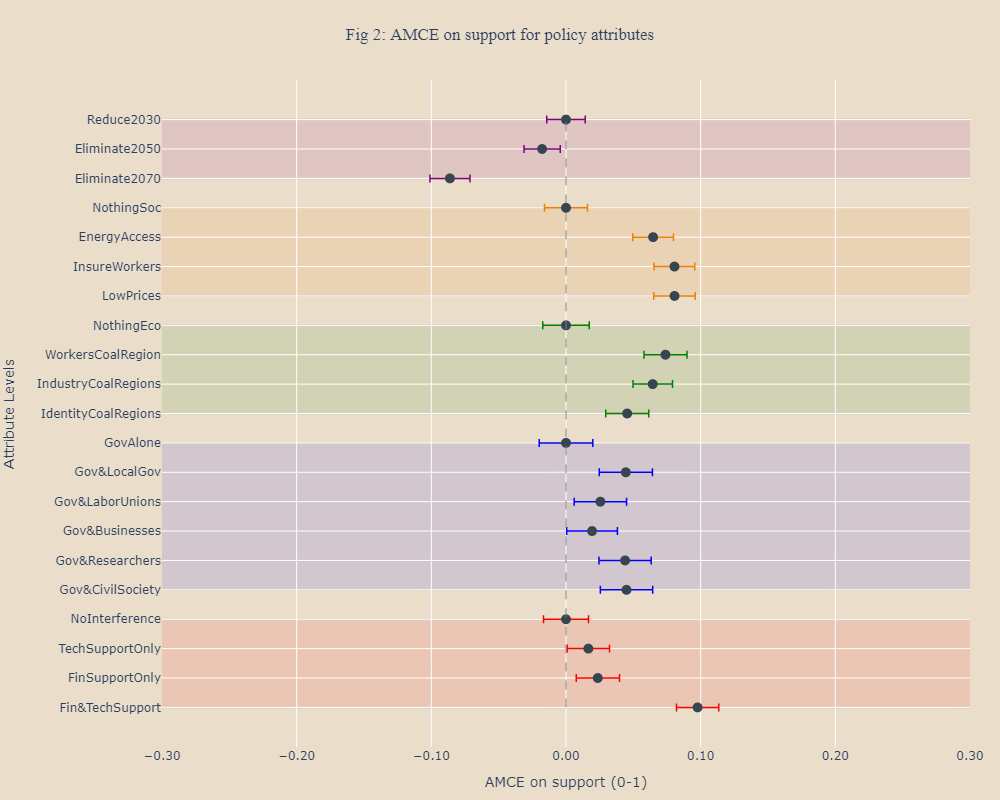 Fig 2: AMCE on support for policy attributes
Reduce2030
Eliminate2050
Eliminate2070
NothingSoc
EnergyAccess
InsureWorkers
LowPrices
NothingEco
WorkersCoalRegion
IndustryCoalRegions
IdentityCoalRegions
GovAlone
Gov&LocalGov
Gov&LaborUnions
Gov&Businesses
Gov&Researchers
Gov&CivilSociety
NoInterference
TechSupportOnly
FinSupportOnly
Fin&TechSupport
Attribute Levels
−0.30 −0.20 −0.10 0.00 0.10 0.20 0.30
AMCE on support (0-1)